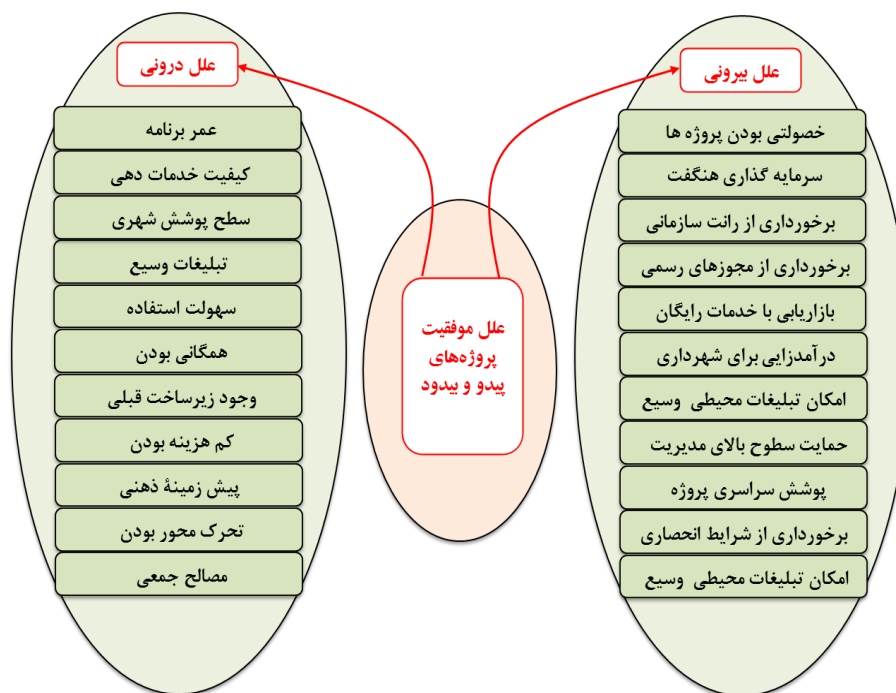 علل بیرونی
خصولتی بودن پروژه ها
سرمایه گذاری هنگفت
برخورداری از رانت سازمانی
برخورداری از مجوزهای رسمی
بازاریابی با خدمات رایگان
درآمدزایی برای شهرداری
امکان تبلیغات محیطی وسیع
حمایت سطوح بالای مدیریت
پوشش سراسری پروژه
برخورداری از شرایط انحصاری
امکان تبلیغات محیطی وسیع
علل موفقیت
پروژه‌های
پیدو و بیدود
علل درونی
عمر برنامه
کیفیت خدمات دهی
سطح پوشش شهری
تبلیغات وسیع
سهولت استفاده
همگانی بودن
وجود زیرساخت قبلی
کم هزینه بودن
پیش زمینهٔ ذهنی
تحرک محور بودن
مصالح جمعی